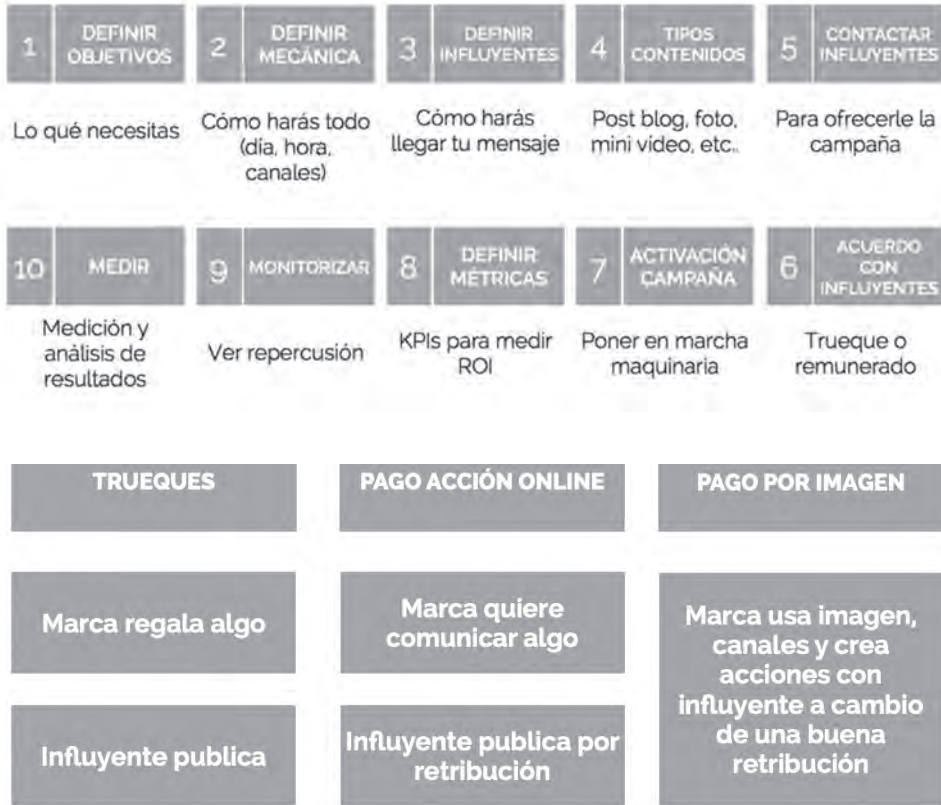 1 DEFINIR
OBJETIVOS
Lo qué necesitas
2 DEFINIR
MECÁNICA
Cómo harás todo
(día, hora,
canales)
3 DEFINIR
INFLUYENTES
Cómo harás
llegar tu mensaje
4 TIPOS
CONTENIDOS
Post blog, foto,
mini video, etc..
5 CONTACTAR
INFLUYENTES
Para ofrecerle la
campaña
10 MEDIR
Medición y
análisis de
resultados
9 MONITORIZAR
Ver repercusión
8 DEFINIR
MÉTRICAS
KPIs para medir
ROI
7 ACTIVACIÓN
CAMPAÑA
Poner en marcha
maquinaria
6 ACUERDO
CON
INFLUYENTES
Trueque o
remunerado
TRUEQUES
Marca regala algo
Influyente publica
PAGO ACCIÓN ONLINE
Marca quiere
comunicar algo
Influyente publica por
retribución
PAGO POR IMAGEN
Marca usa imagen,
canales y crea
acciones con
influyente a cambio
de una buena
retribución